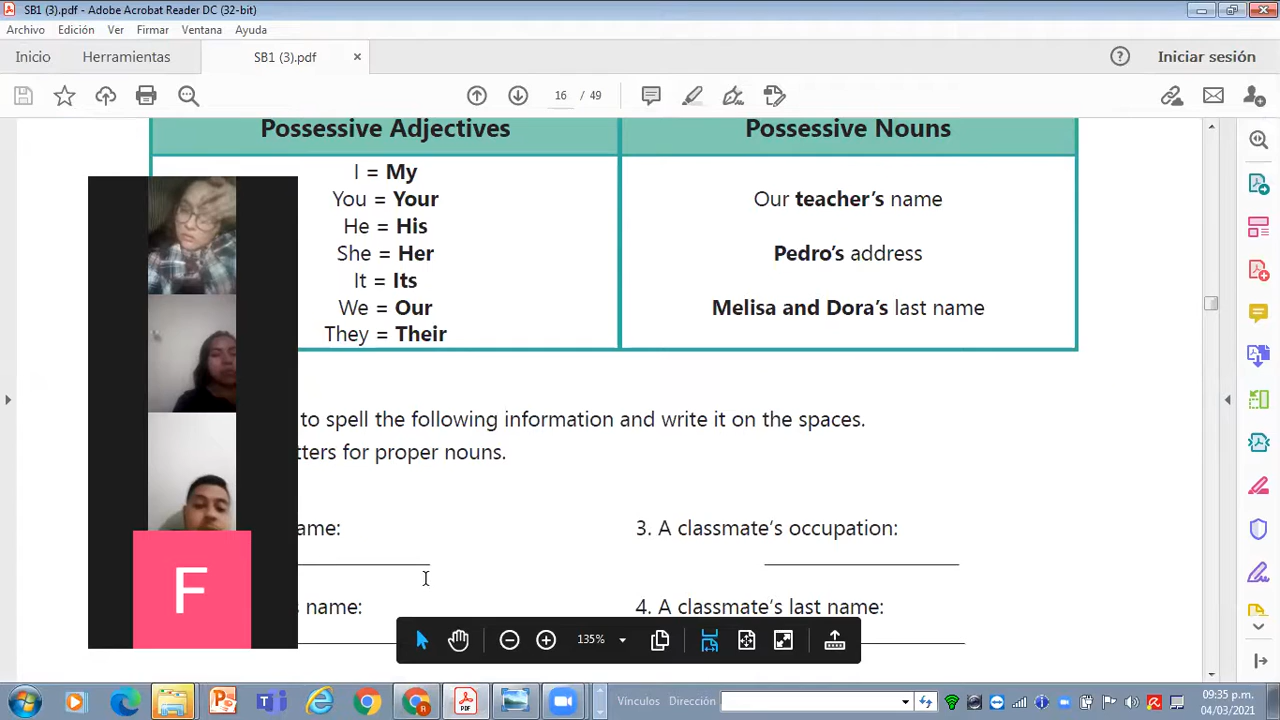 SB1 (3).pdf - Adobe Acrobat Reader DC (32-bit)
Archivo Edición Ver Firmar Ventana Ayuda
Inicio Herramientas SB1 (3).pdf × Iniciar sesión
16 / 49
Possessive Adjectives Possessive Nouns
I = My
You = Your
He = His
She = Her
It = Its
We = Our
They = Their
Our teacher's name
Pedro's address
Melisa and Dora's last name
to spell the following information and write it on the spaces.
tters for proper nouns.
ame:
3. A classmate's occupation:
name:
4. A classmate's last name:
F
135%
Vínculos Dirección
09:35 p.m.
04/03/2021